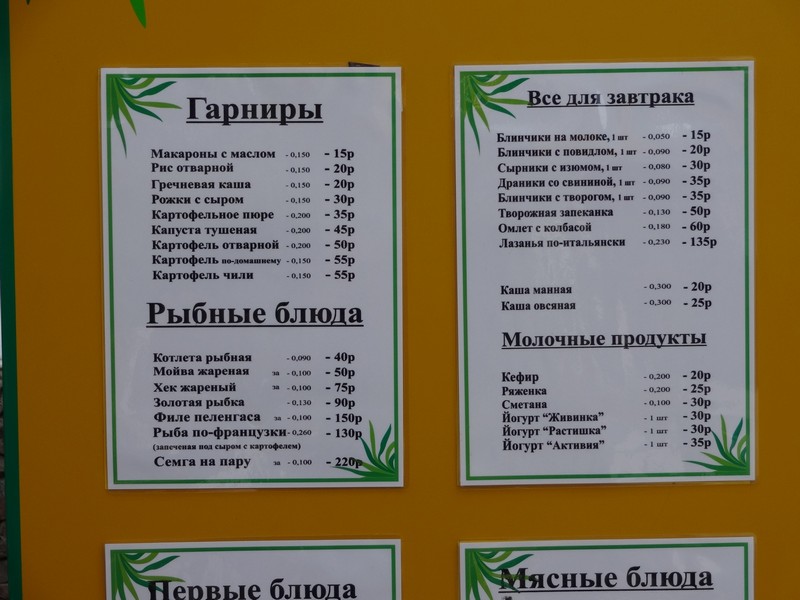 Гарниры
Макароны с маслом - 0,150 - 15р
Рис отварной - 0,150 - 20р
Гречневая каша - 0,150 - 20р
Рожки с сыром - 0,150 - 30р
Картофельное пюре - 0,200 - 35р
Капуста тушеная - 0,200 - 45р
Картофель отварной - 0,200 - 50р
Картофель по-домашнему - 0,150 - 55р
Картофель чили - 0,150 - 55р
Рыбные блюда
Котлета рыбная - 0,090 - 40р
Мойва жареная за - 0,100 - 50р
Хек жареный за - 0,100 - 75р
Золотая рыбка - 0.130 - 90р
Филе пеленгаса за - 0,100 - 150р
Рыба по-французки - 0,260 - 130р
(запеченая под сыром с картофелем)
Семга на пару за - 0,100 - 220р
Все для завтрака
Блинчики на молоке, 1 шт - 0,050 - 15р
Блинчики с повидлом, 1 шт - 0,090 - 20р
Сырники с изюмом, 1 шт - 0,080 - 30р
Драники со свининой, 1 шт - 0,090 - 35р
Блинчики с творогом, 1 шт - 0,090 - 35р
Творожная запеканка - 0,130 - 50р
Омлет с колбасой - 0,180 - 60р
Лазанья по-итальянски - 0,230 - 135р
Каша манная - 0,300 - 20р
Каша овсяная - 0,300 - 25р
Молочные продукты
Кефир - 0,200 - 20р
Ряженка - 0,200 - 25р
Сметана - 0,100 - 30р
Йогурт “Живинка” - 1 шт - 30р
Йогурт “Растишка” - 1 шт - 30р
Йогурт “Активия” - 1 шт - 35р
Первые блюда
Мясные блюда